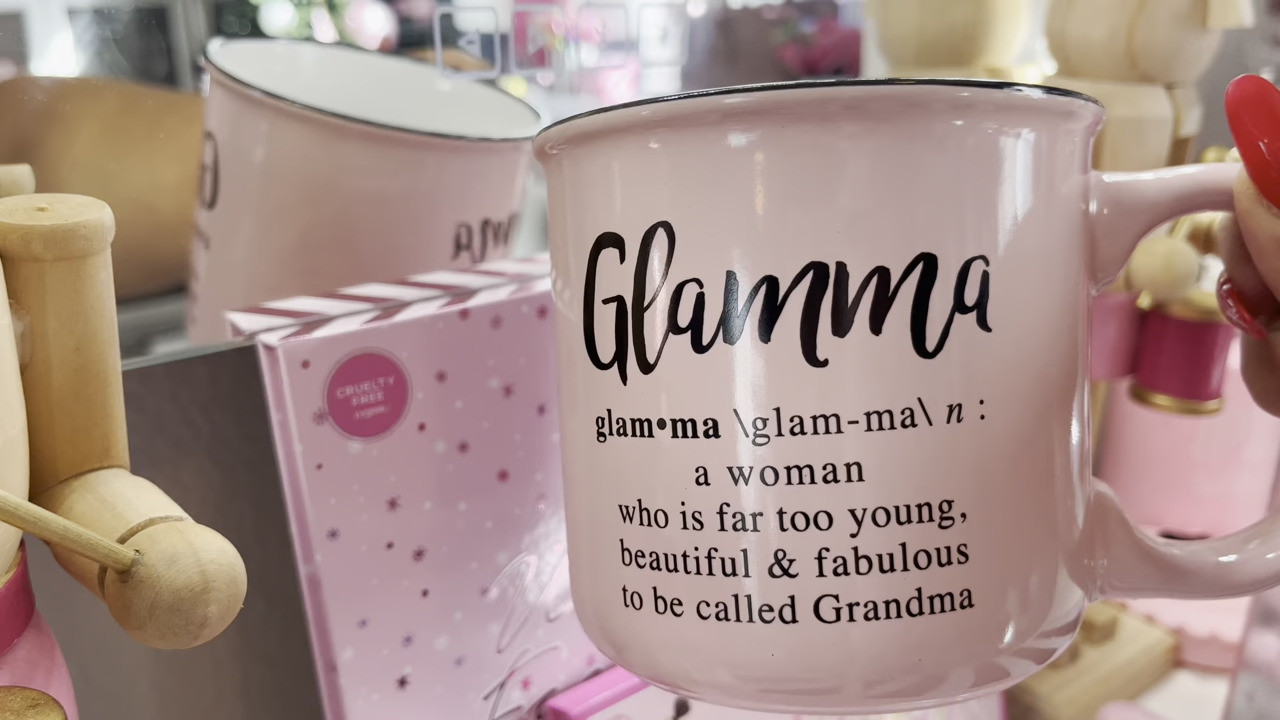 Glamma
glam•ma \glam-ma\ n :
a woman
who is far too young,
beautiful & fabulous
to be called Grandma
CRUELTY
FREE